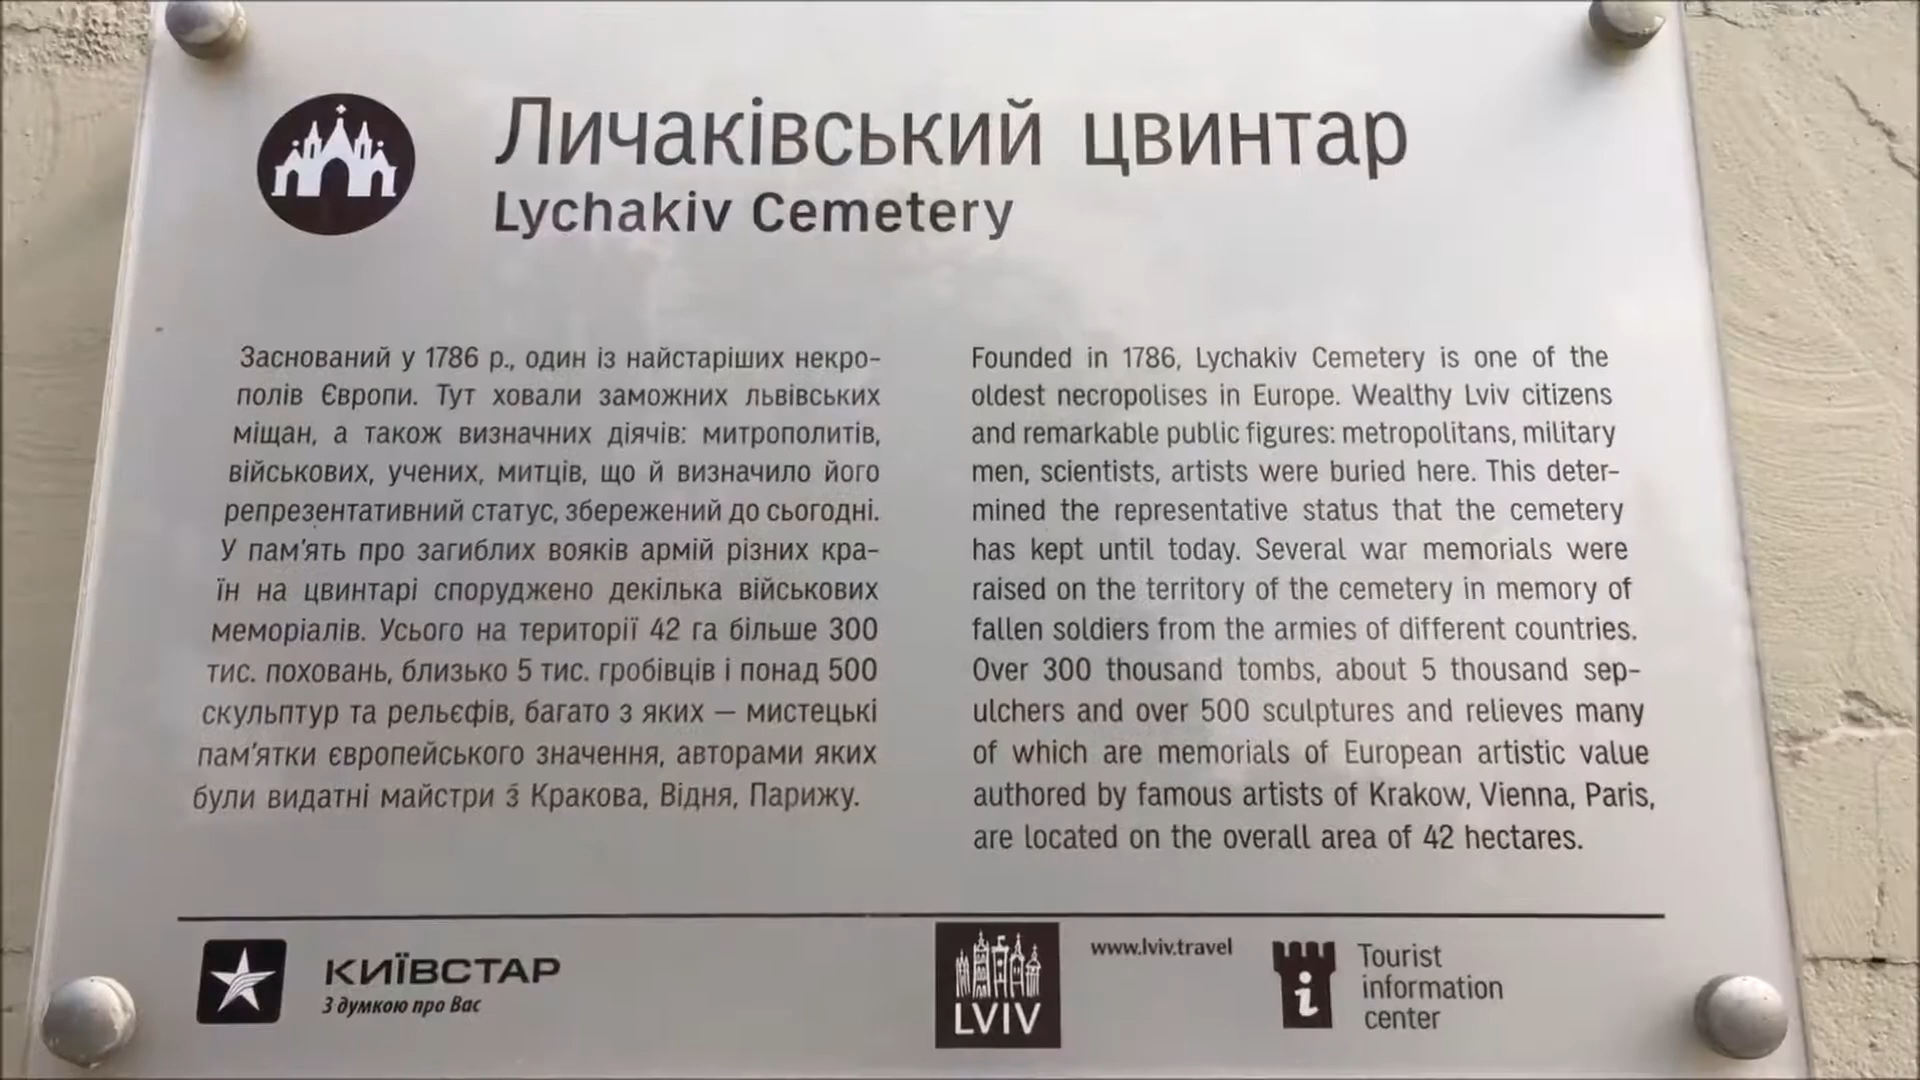 Личаківський цвинтар
Lychakiv Cemetery
Заснований у 1786 р., один із найстаріших некро-
полів Європи. Тут ховали заможних львівських
міщан, а також визначних діячів: митрополитів,
військових, учених, митців, що й визначило його
репрезентативний статус, збережений до сьогодні.
У пам'ять про загиблих вояків армій різних кра-
їн на цвинтарі споруджено декілька військових
меморіалів. Усього на території 42 га більше 300
тис. поховань, близько 5 тис. гробівців і понад 500
скульптур та рельєфів, багато з яких — мистецькі
пам'ятки європейського значення, авторами яких
були видатні майстри з Кракова, Відня, Парижу.
Founded in 1786, Lychakiv Cemetery is one of the
oldest necropolises in Europe. Wealthy Lviv citizens
and remarkable public figures: metropolitans, military
men, scientists, artists were buried here. This deter-
mined the representative status that the cemetery
has kept until today. Several war memorials were
raised on the territory of the cemetery in memory of
fallen soldiers from the armies of different countries.
Over 300 thousand tombs, about 5 thousand sep-
ulchers and over 500 sculptures and relieves many
of which are memorials of European artistic value
authored by famous artists of Krakow, Vienna, Paris,
are located on the overall area of 42 hectares.
КИЇВСТАР
З думкою про Вас
LVIV
www.lviv.travel
i
Tourist
information
center